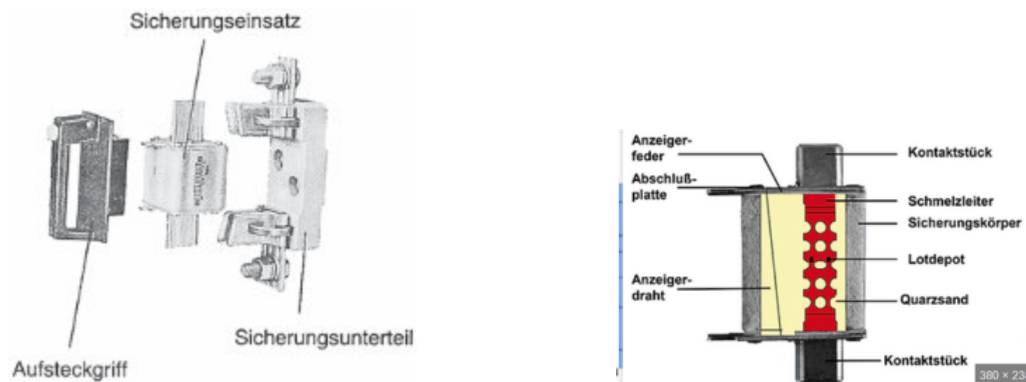 Sicherungseinsatz
Sicherungsunterteil
Aufsteckgriff
Anzeiger-
feder
Abschluß-
platte
Anzeiger-
draht
Kontaktstück
Schmelzleiter
Sicherungskörper
Lotdepot
Quarzsand
Kontaktstück
380 × 23